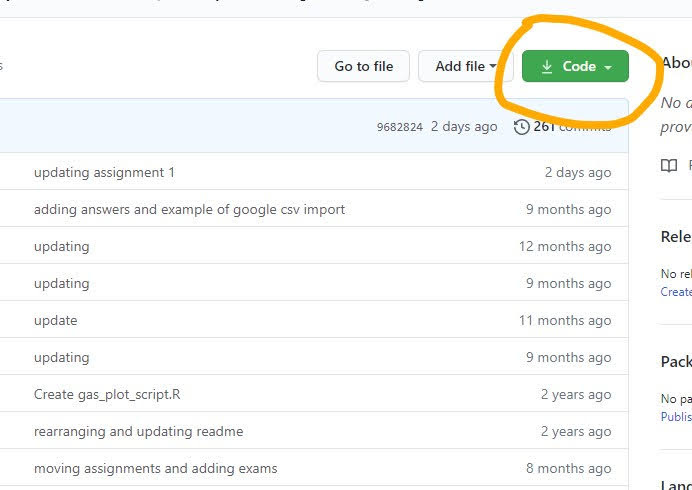 Go to file Add file Code
9682824 2 days ago 261 commits
updating assignment 1 2 days ago
adding answers and example of google csv import 9 months ago
updating 12 months ago
updating 9 months ago
update 11 months ago
updating 9 months ago
Create gas_plot_script.R 2 years ago
rearranging and updating readme 2 years ago
moving assignments and adding exams 8 months ago
Abou
No d
prov
Rele
No rel
Create
Pack
No pa
Publis
Lang